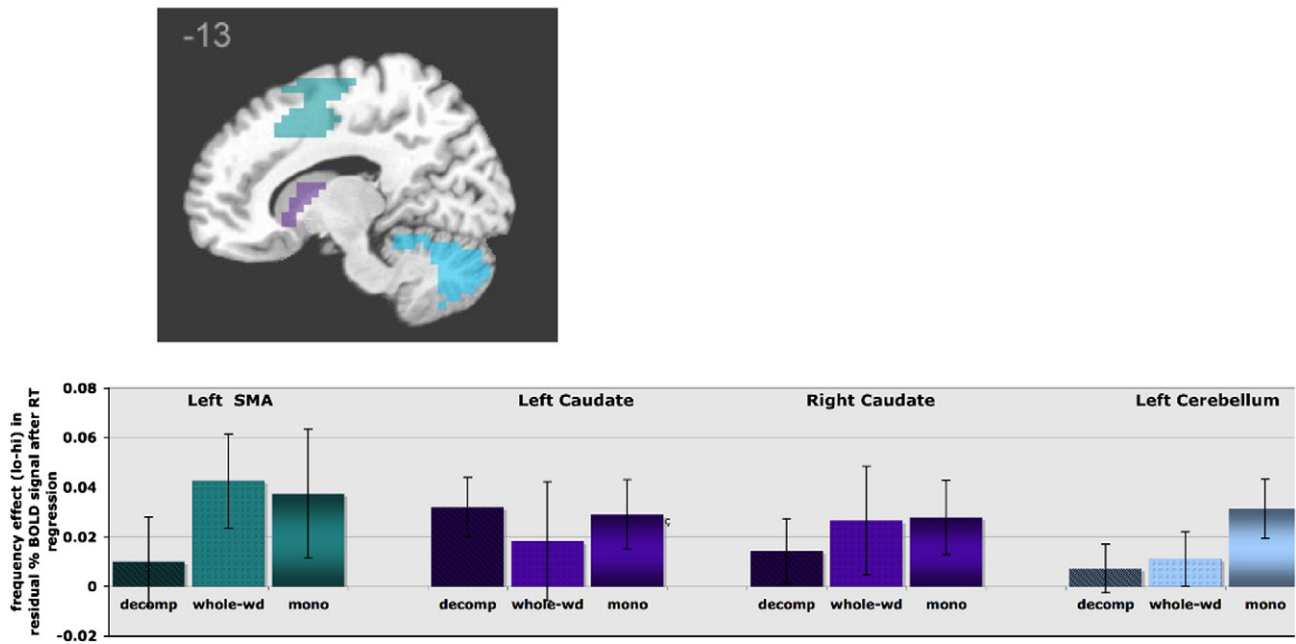 -13
frequency effect (lo-hi) in
residual % BOLD signal after RT
regression
0.08
0.06
0.04
0.02
0
-0.02
Left SMA
Left Caudate
Right Caudate
Left Cerebellum
decomp whole-wd mono
decomp whole-wd mono
decomp whole-wd mono
decomp whole-wd mono